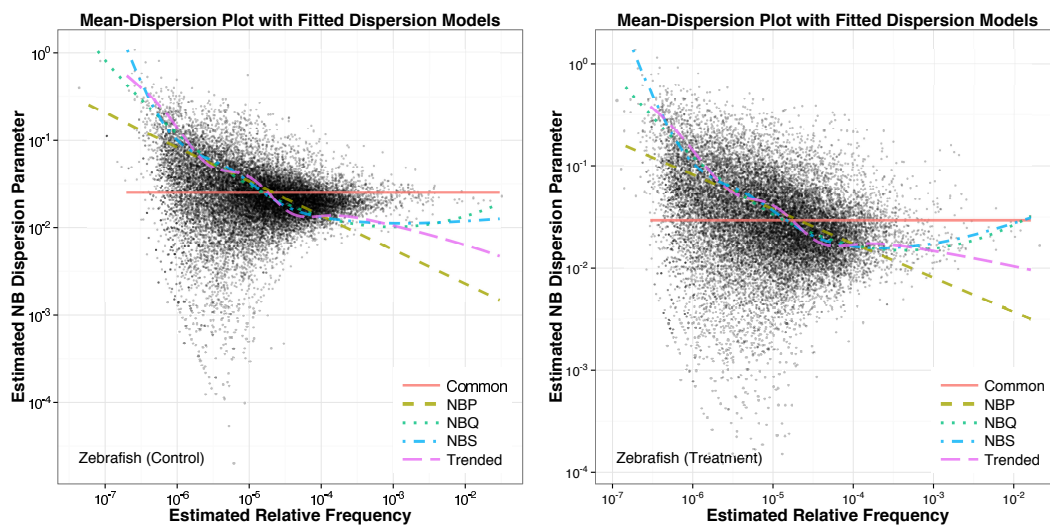 Mean-Dispersion Plot with Fitted Dispersion Models
Estimated NB Dispersion Parameter
10^0
10^-1
10^-2
10^-3
10^-4
Common
NBP
NBQ
NBS
Trended
Zebrafish (Control)
10^-7 10^-6 10^-5 10^-4 10^-3 10^-2
Estimated Relative Frequency
Mean-Dispersion Plot with Fitted Dispersion Models
Estimated NB Dispersion Parameter
10^0
10^-1
10^-2
10^-3
10^-4
Common
NBP
NBQ
NBS
Trended
Zebrafish (Treatment)
10^-7 10^-6 10^-5 10^-4 10^-3 10^-2
Estimated Relative Frequency